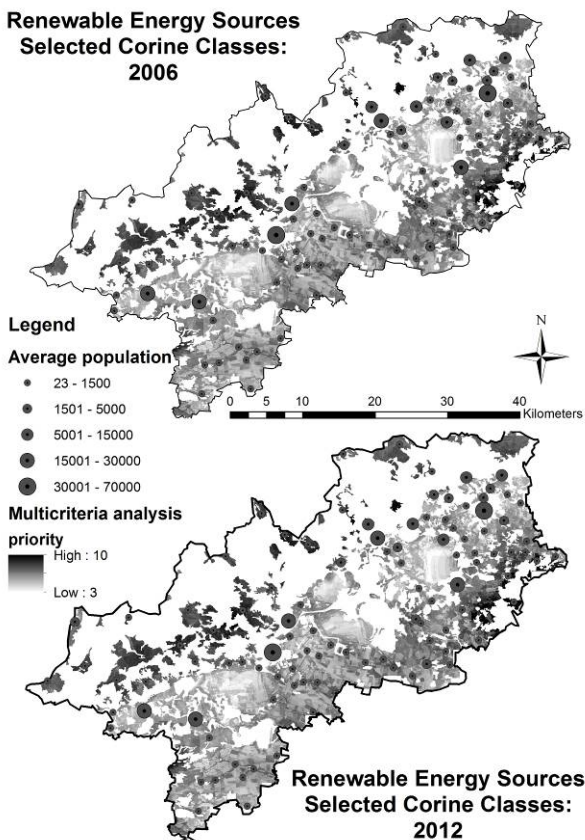 Renewable Energy Sources
Selected Corine Classes:
2006
Legend
Average population
23 - 1500
1501 - 5000
5001 - 15000
15001 - 30000
30001 - 70000
Multicriteria analysis
priority
High : 10
Low : 3
N
0 5 10 20 30 40
Kilometers
Renewable Energy Sources
Selected Corine Classes:
2012